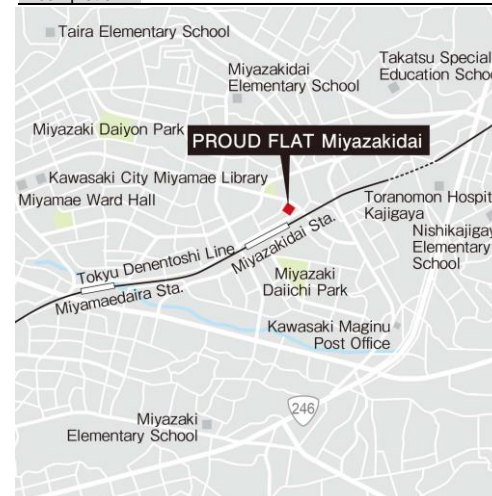 Taira Elementary School
Miyazakidai
Elementary School
Takatsu Special
Education Schoo
Miyazaki Daiyon Park
PROUD FLAT Miyazakidai
Kawasaki City Miyamae Library
Miyamae Ward Hall
Toranomon Hospit
Kajigaya
Nishikajigay
Elementary
School
Tokyu Denentoshi Line
Miyazakidai Sta.
Miyamaedaira Sta.
Miyazaki
Daiichi Park
Kawasaki Maginu
Post Office
246
Miyazaki
Elementary School